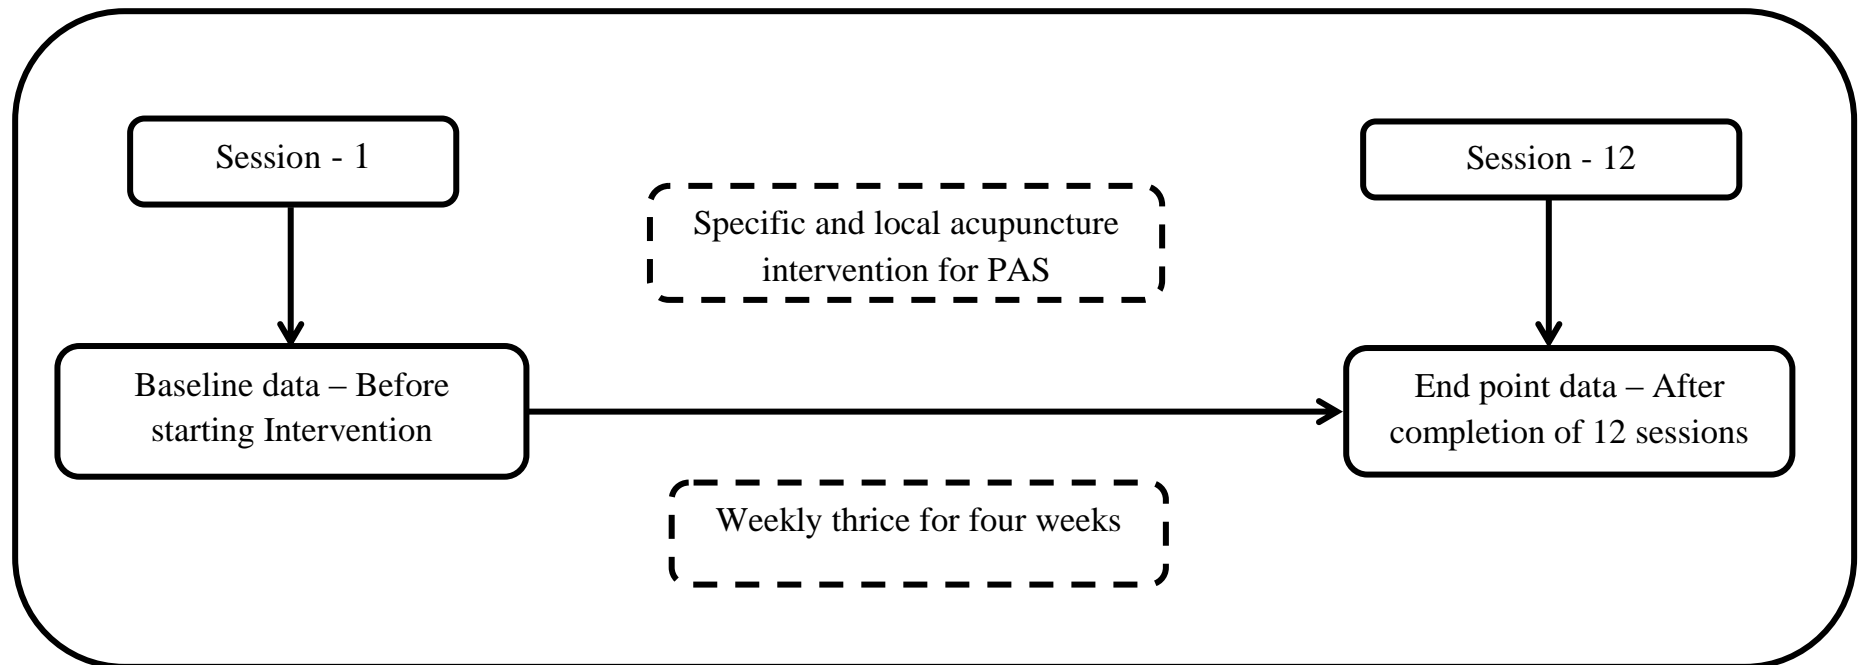 Session - 1
Session - 12
Specific and local acupuncture
intervention for PAS
Baseline data – Before
starting Intervention
End point data – After
completion of 12 sessions
Weekly thrice for four weeks